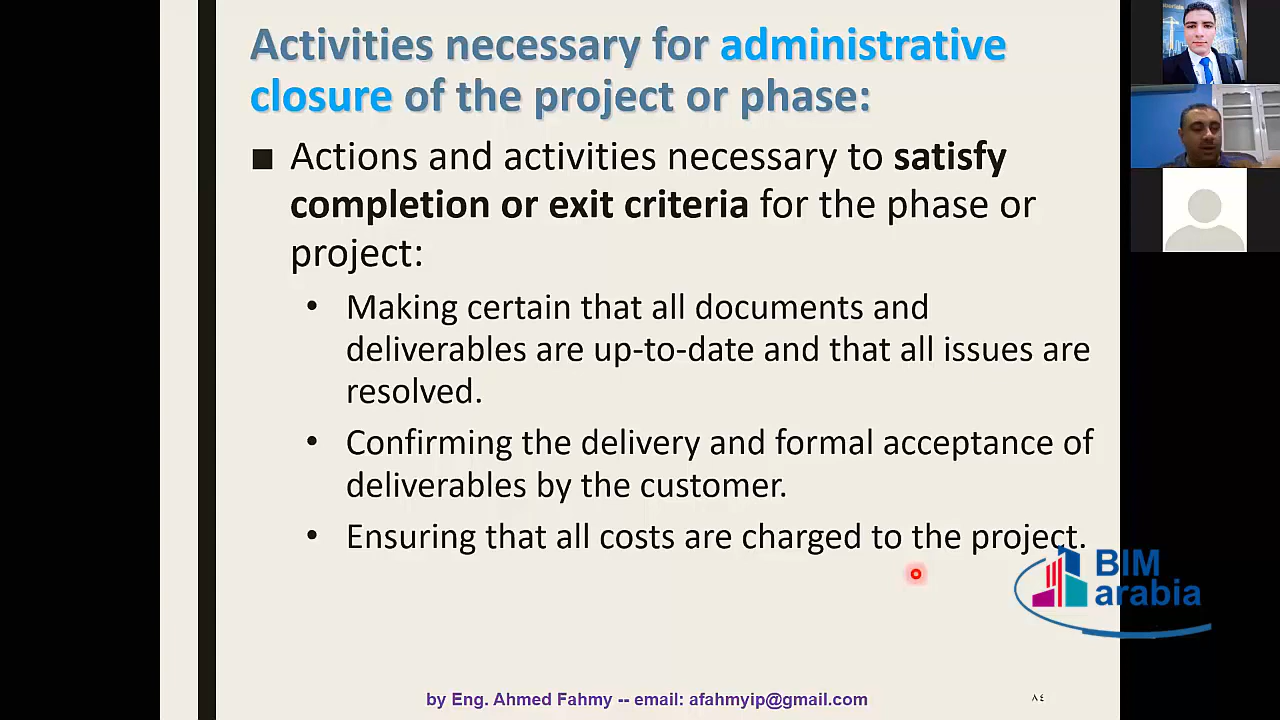 Activities necessary for administrative
closure of the project or phase:
■ Actions and activities necessary to satisfy
completion or exit criteria for the phase or
project:
• Making certain that all documents and
deliverables are up-to-date and that all issues are
resolved.
• Confirming the delivery and formal acceptance of
deliverables by the customer.
• Ensuring that all costs are charged to the project.
BIM
arabia
by Eng. Ahmed Fahmy -- email: afahmyip@gmail.com
٨٤